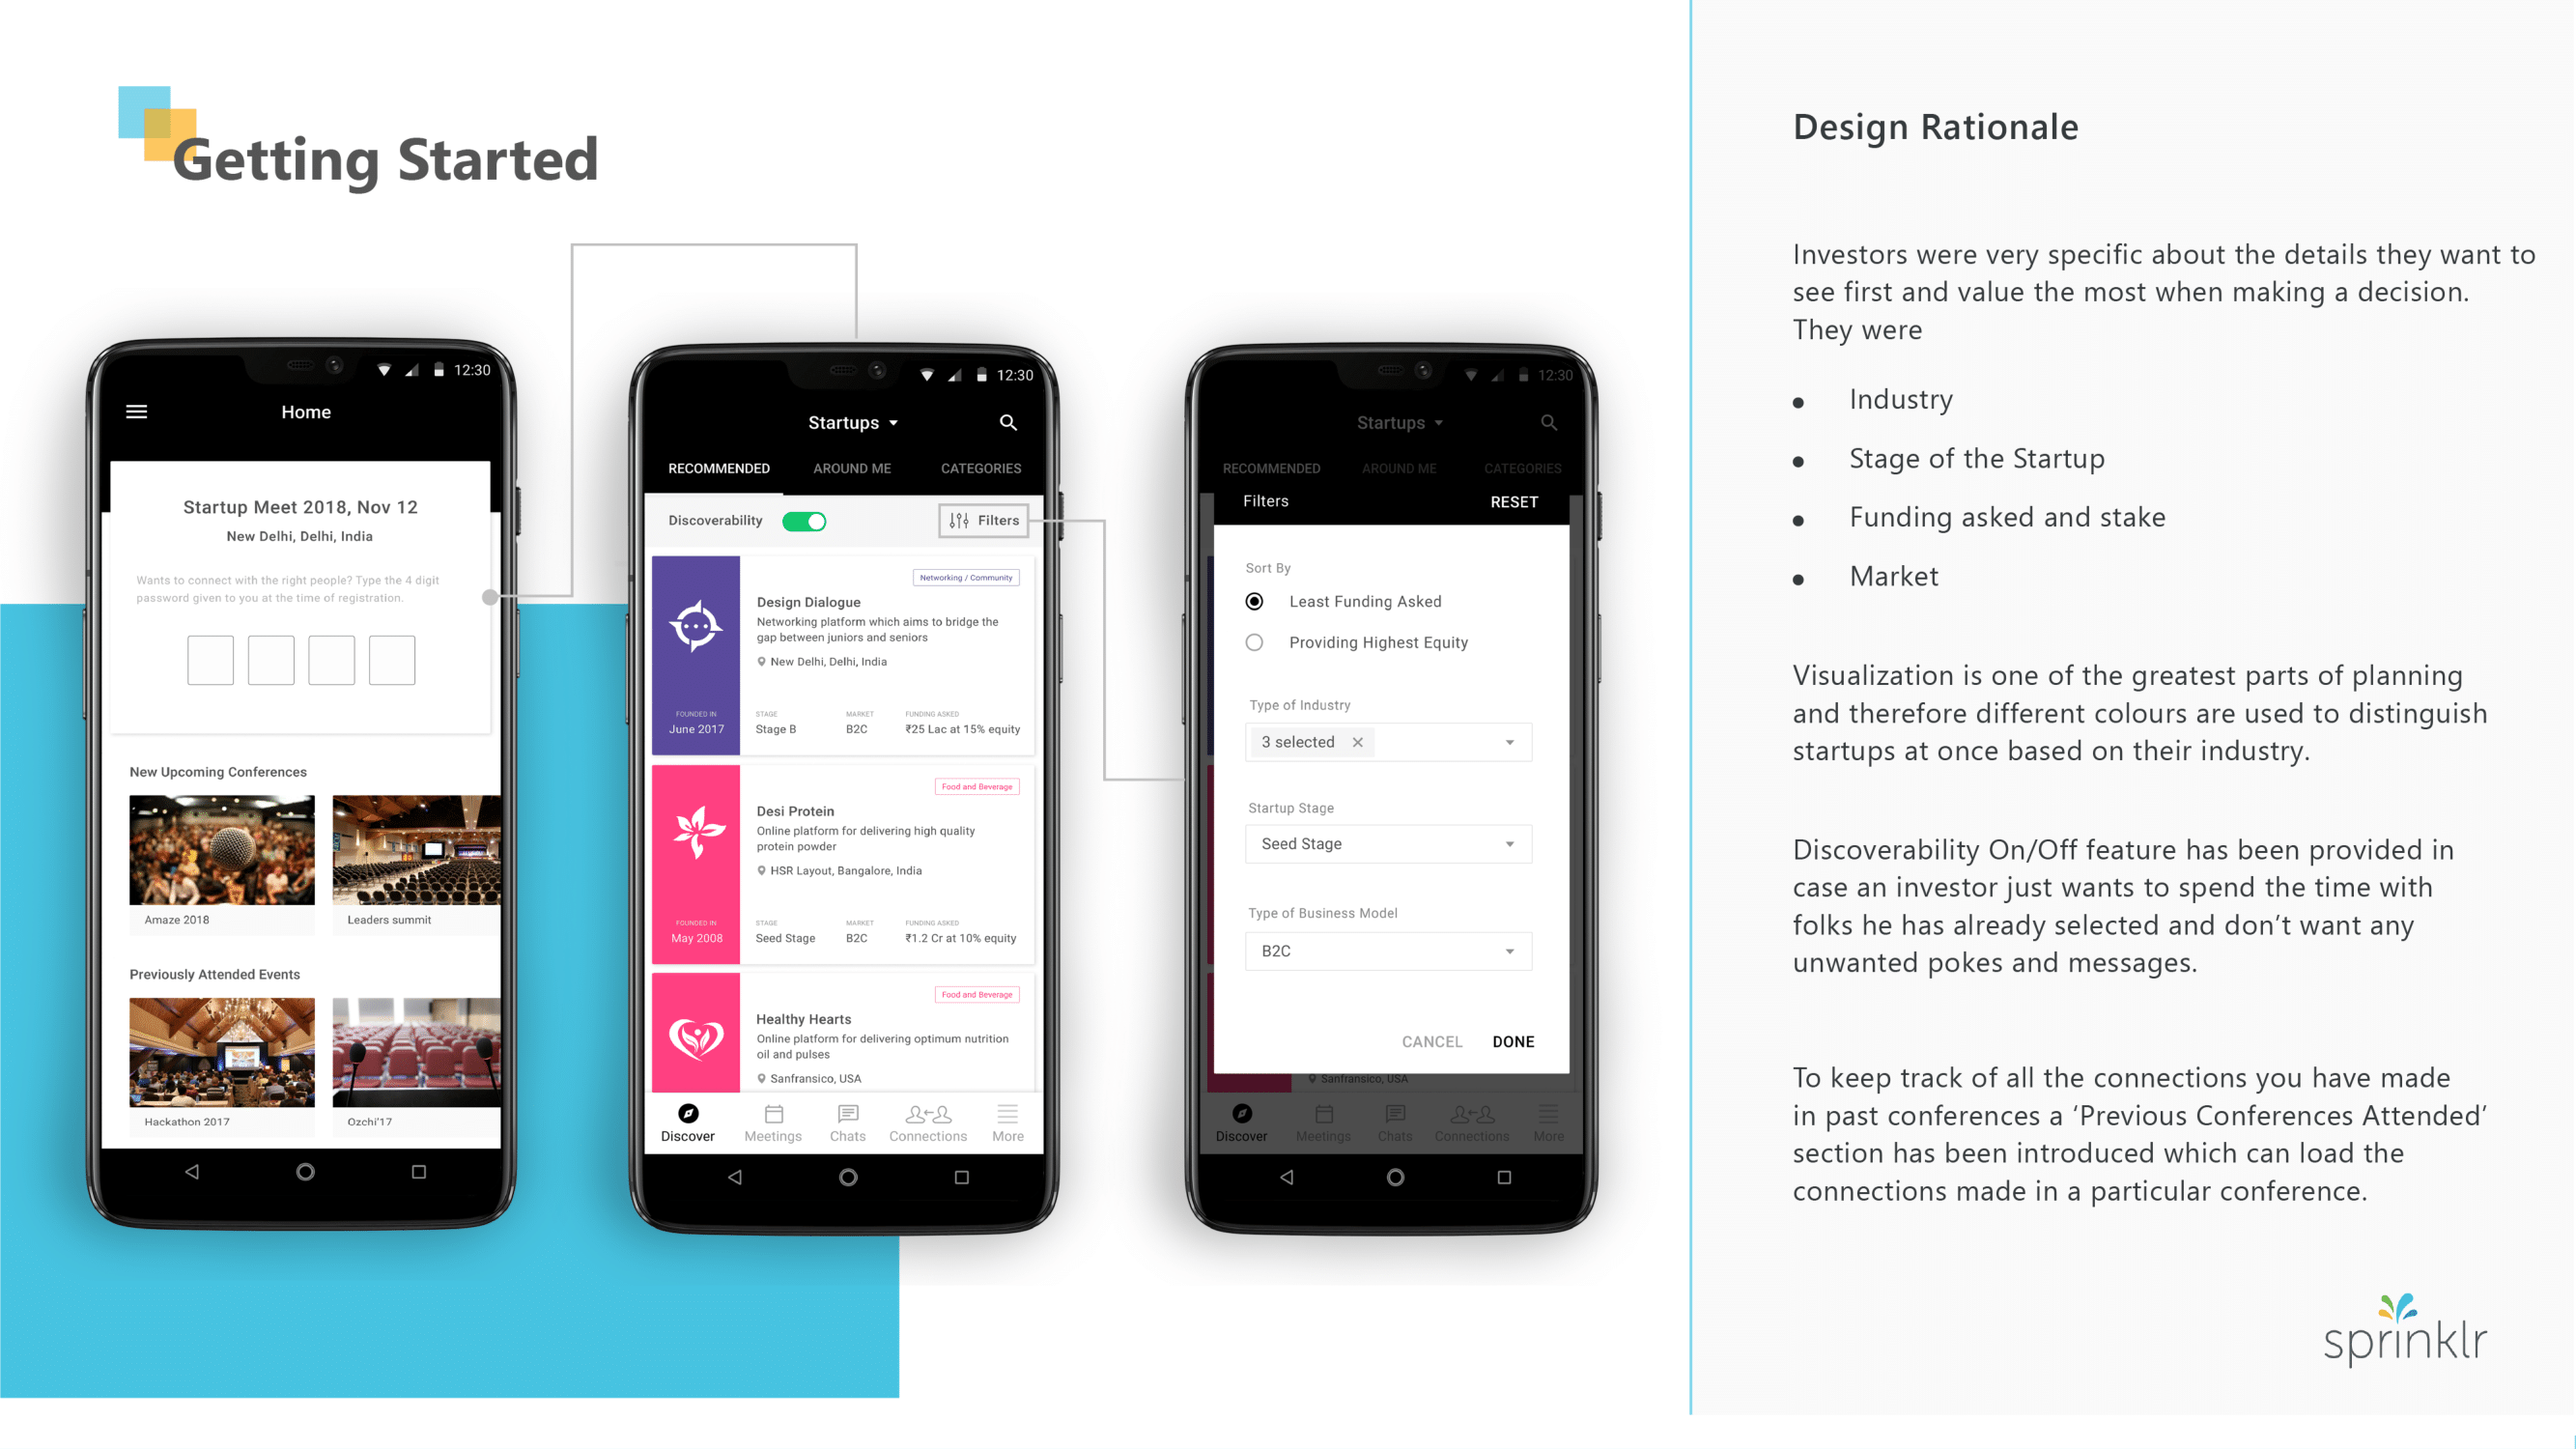 Getting Started
12:30
Home
Startup Meet 2018, Nov 12
New Delhi, Delhi, India
Wants to connect with the right people? Type the 4 digit
password given to you at the time of registration.
New Upcoming Conferences
Amaze 2018
Leaders summit
Previously Attended Events
Hackathon 2017
Ozchi'17
12:30
Startups
RECOMMENDED AROUND ME CATEGORIES
Discoverability Filters
Networking / Community
Design Dialogue
Networking platform which aims to bridge the
gap between juniors and seniors
New Delhi, Delhi, India
FOUNDED IN STAGE MARKET FUNDING ASKED
June 2017 Stage B B2C ₹25 Lac at 15% equity
Food and Beverage
Desi Protein
Online platform for delivering high quality
protein powder
HSR Layout, Bangalore, India
FOUNDED IN STAGE MARKET FUNDING ASKED
May 2008 Seed Stage B2C ₹1.2 Cr at 10% equity
Food and Beverage
Healthy Hearts
Online platform for delivering optimum nutrition
oil and pulses
Sanfransico, USA
Discover Meetings Chats Connections More
12:30
Startups
RECOMMENDED AROUND ME CATEGORIES
Filters RESET
Sort By
Least Funding Asked
Providing Highest Equity
Type of Industry
3 selected
Startup Stage
Seed Stage
Type of Business Model
B2C
CANCEL DONE
Sanfransico, USA
Discover Meetings Chats Connections More
Design Rationale
Investors were very specific about the details they want to
see first and value the most when making a decision.
They were
● Industry
● Stage of the Startup
● Funding asked and stake
● Market
Visualization is one of the greatest parts of planning
and therefore different colours are used to distinguish
startups at once based on their industry.
Discoverability On/Off feature has been provided in
case an investor just wants to spend the time with
folks he has already selected and don’t want any
unwanted pokes and messages.
To keep track of all the connections you have made
in past conferences a ‘Previous Conferences Attended’
section has been introduced which can load the
connections made in a particular conference.
sprinklr